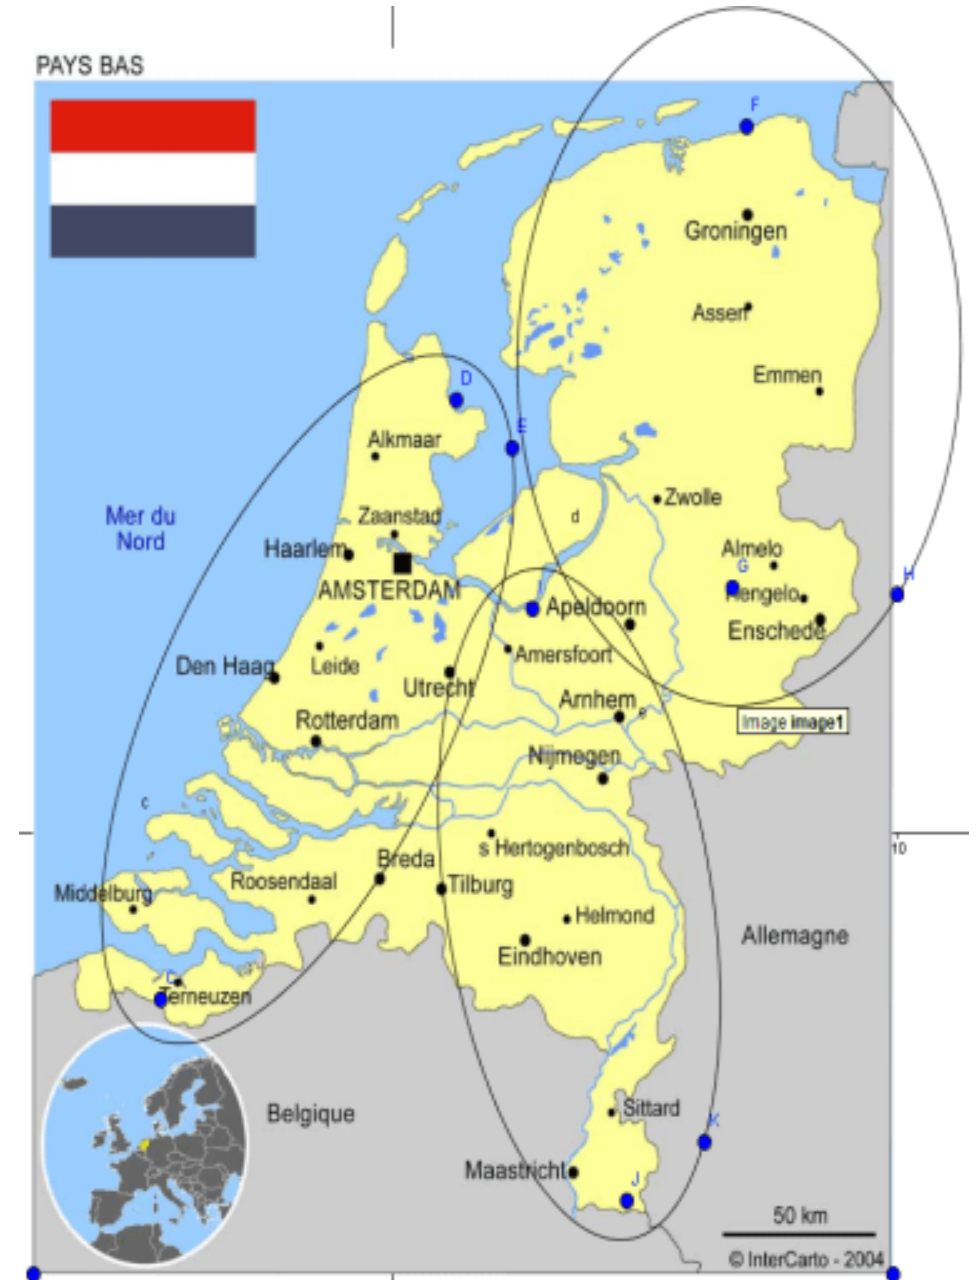 PAYS BAS
F
Groningen
Assen
D
Emmen
E
Alkmaar
Mer du
Nord
Zwolle
Zaanstad
d
Haarlem
Almelo
G
H
AMSTERDAM
Hengelo
Apeldoorn
Enschede
Leide
Amersfoort
Den Haag
Utrecht
Arnhem
e
Rotterdam
Image image1
Nijmegen
c
s Hertogenbosch
10
Breda
Roosendaal
Tilburg
Middelburg
Helmond
Allemagne
Eindhoven
C
Terneuzen
Belgique
Sittard
K
Maastricht
J
50 km
© InterCarto - 2004